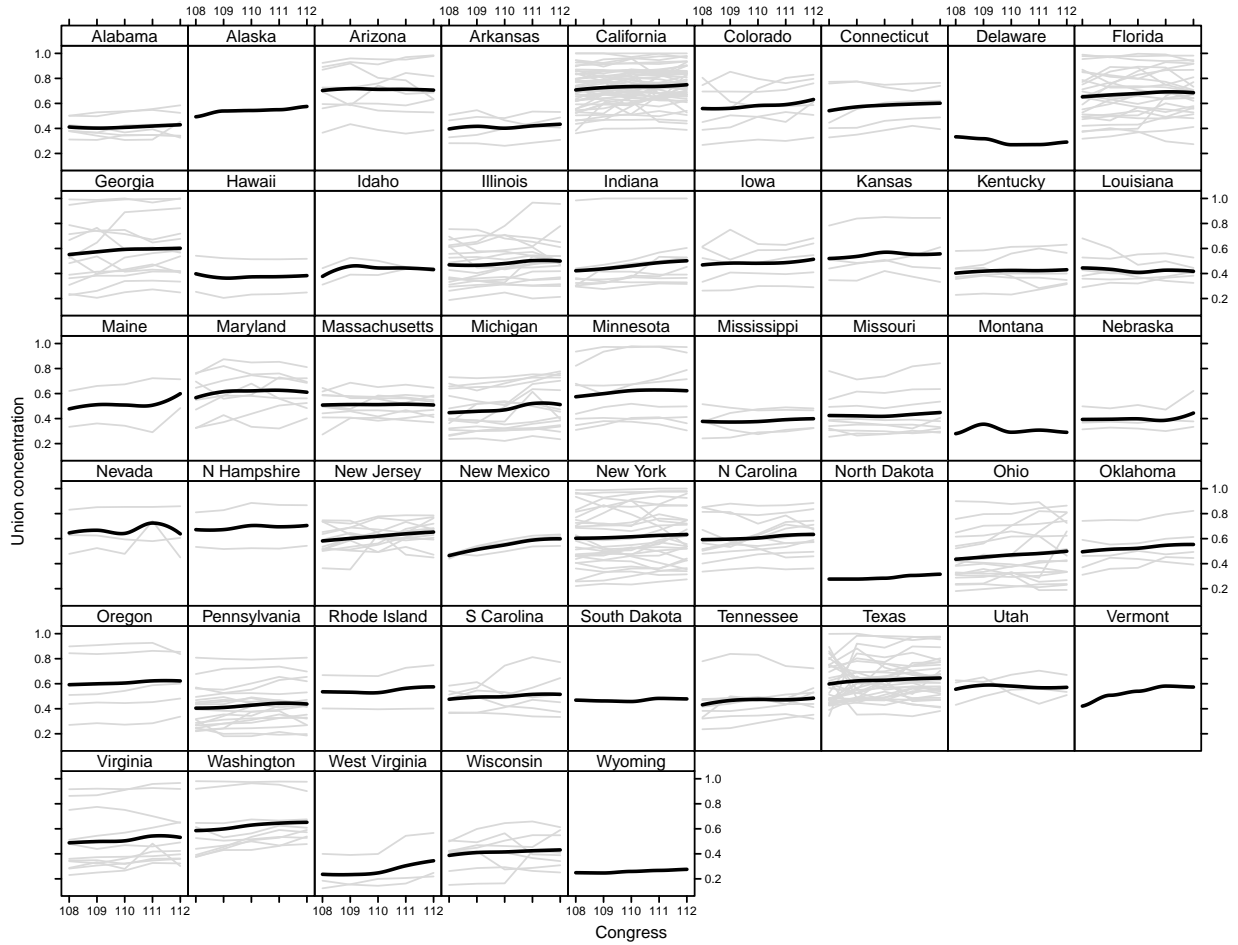 108 110 112 108 110 112 108 110 112 108 110 112
109 111 109 111 109 111 109 111
Alabama Alaska Arizona Arkansas California Colorado Connecticut Delaware Florida
1.0
0.8
0.6
0.4
0.2
Georgia Hawaii Idaho Illinois Indiana Iowa Kansas Kentucky Louisiana
1.0
0.8
0.6
0.4
0.2
Maine Maryland Massachusetts Michigan Minnesota Mississippi Missouri Montana Nebraska
1.0
0.8
0.6
0.4
0.2
Nevada N Hampshire New Jersey New Mexico New York N Carolina North Dakota Ohio Oklahoma
1.0
0.8
0.6
0.4
0.2
Oregon Pennsylvania Rhode Island S Carolina South Dakota Tennessee Texas Utah Vermont
1.0
0.8
0.6
0.4
0.2
Virginia Washington West Virginia Wisconsin Wyoming
1.0
0.8
0.6
0.4
0.2
108 109 110 111 112 108 109 110 111 112 108 109 110 111 112
Union concentration
Congress